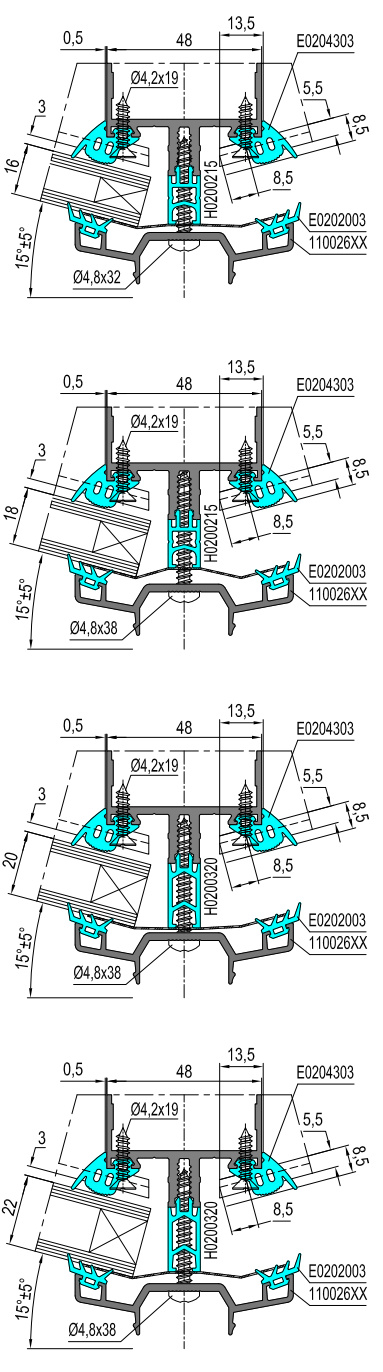 13,5
0,5
48
E0204303
Ø4,2x19
5,5
3
8,5
16
8,5
H0200215
E0202003
110026XX
15°±5°
Ø4,8x32
13,5
0,5
48
E0204303
Ø4,2x19
5,5
3
8,5
18
8,5
H0200215
E0202003
110026XX
15°±5°
Ø4,8x38
13,5
0,5
48
E0204303
Ø4,2x19
5,5
3
8,5
20
8,5
H0200320
E0202003
110026XX
15°±5°
Ø4,8x38
13,5
0,5
48
E0204303
Ø4,2x19
5,5
3
8,5
22
8,5
H0200320
E0202003
110026XX
15°±5°
Ø4,8x38